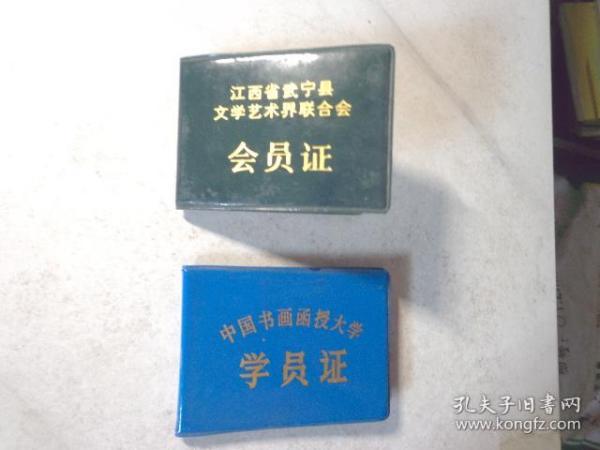 江西省武宁县
文学艺术界联合会
会员证
中国书画函授大学
学员证
孔夫子旧书网
www.kongfz.com